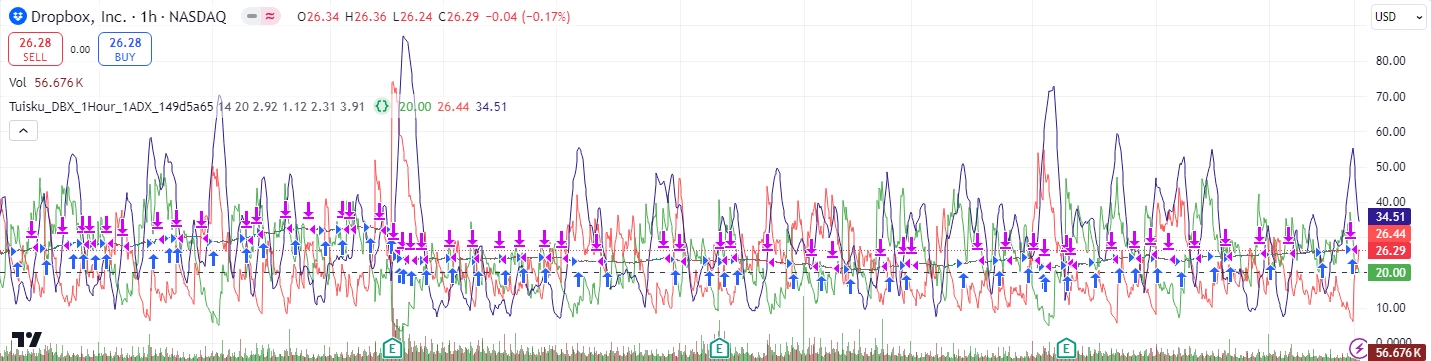 Dropbox, Inc. · 1h · NASDAQ O26.34 H26.36 L26.24 C26.29 −0.04 (−0.17%)
USD
26.28 SELL
0.00
26.28 BUY
Vol 56.676 K
Tuisku_DBX_1Hour_1ADX_149d5a65 14 20 2.92 1.12 2.31 3.91 {} 20.00 26.44 34.51
80.00
70.00
60.00
50.00
40.00
34.51
26.44
26.29
20.00
10.00
0.0000
56.676 K
E
E
E